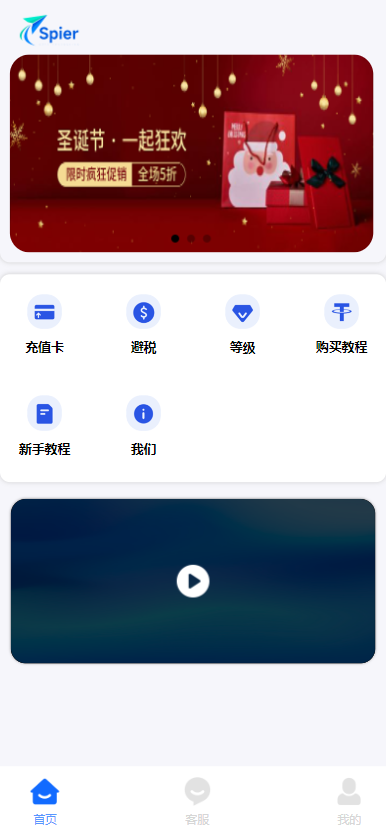 Spier
圣诞节·一起狂欢
限时疯狂促销 全场5折
充值卡 避税 等级 购买教程
新手教程 我们
首页 客服 我的